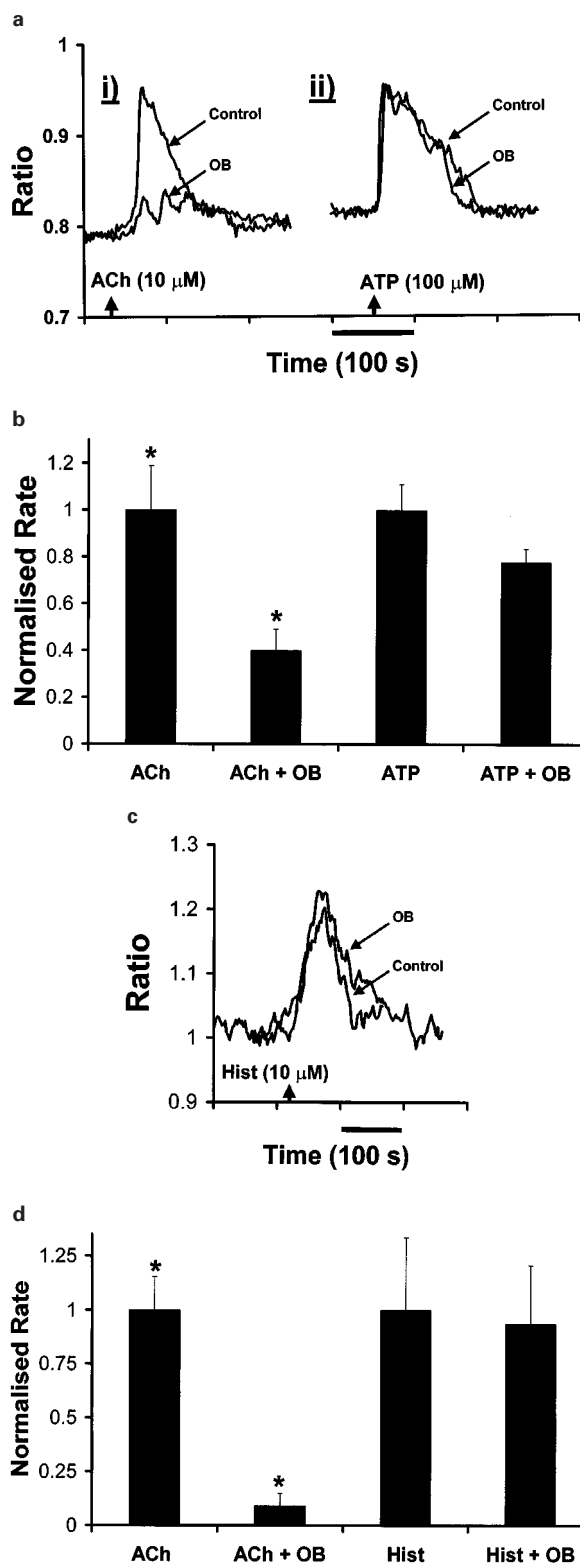 a
1
0.9
0.8
0.7
Ratio
i)
Control
OB
ACh (10 μM)
ii)
Control
OB
ATP (100 μM)
Time (100 s)
b
1.2
1
0.8
0.6
0.4
0.2
0
Normalised Rate
*
*
ACh
ACh + OB
ATP
ATP + OB
c
1.3
1.2
1.1
1
0.9
Ratio
OB
Control
Hist (10 μM)
Time (100 s)
d
1.25
1
0.75
0.5
0.25
0
Normalised Rate
*
*
ACh
ACh + OB
Hist
Hist + OB